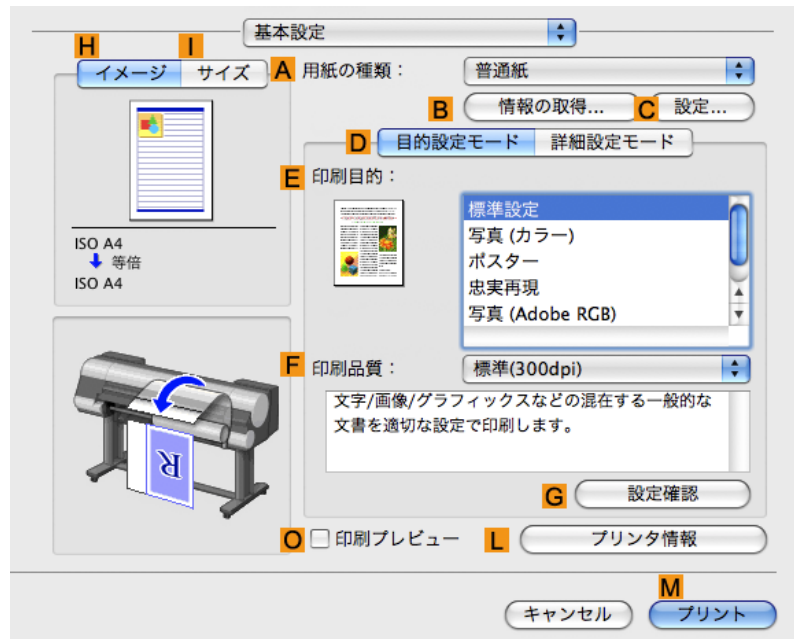 基本設定
H I
イメージ サイズ
A 用紙の種類： 普通紙
B 情報の取得... C 設定...
D 目的設定モード 詳細設定モード
E 印刷目的：
標準設定
写真 (カラー)
ポスター
忠実再現
写真 (Adobe RGB)
ISO A4
等倍
ISO A4
F 印刷品質： 標準(300dpi)
文字/画像/グラフィックスなどの混在する一般的な
文書を適切な設定で印刷します。
R
G 設定確認
O 印刷プレビュー L プリンタ情報
M
キャンセル プリント